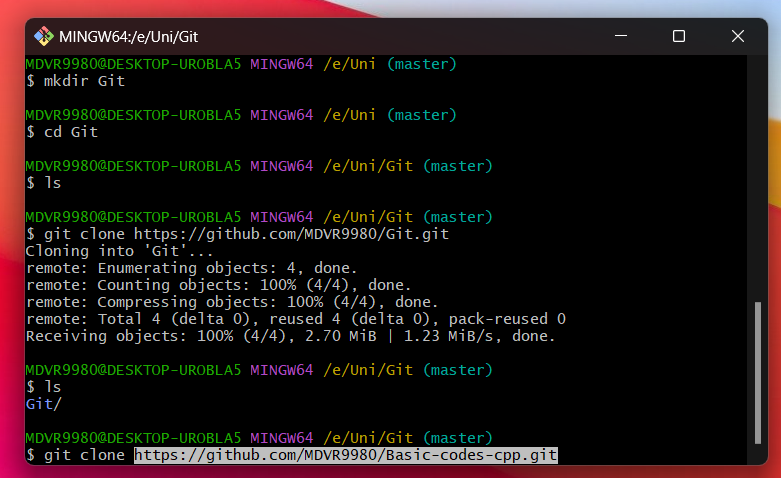 MINGW64:/e/Uni/Git
MDVR9980@DESKTOP-UROBLA5 MINGW64 /e/Uni (master)
$ mkdir Git
MDVR9980@DESKTOP-UROBLA5 MINGW64 /e/Uni (master)
$ cd Git
MDVR9980@DESKTOP-UROBLA5 MINGW64 /e/Uni/Git (master)
$ ls
MDVR9980@DESKTOP-UROBLA5 MINGW64 /e/Uni/Git (master)
$ git clone https://github.com/MDVR9980/Git.git
Cloning into 'Git'...
remote: Enumerating objects: 4, done.
remote: Counting objects: 100% (4/4), done.
remote: Compressing objects: 100% (4/4), done.
remote: Total 4 (delta 0), reused 4 (delta 0), pack-reused 0
Receiving objects: 100% (4/4), 2.70 MiB | 1.23 MiB/s, done.
MDVR9980@DESKTOP-UROBLA5 MINGW64 /e/Uni/Git (master)
$ ls
Git/
MDVR9980@DESKTOP-UROBLA5 MINGW64 /e/Uni/Git (master)
$ git clone https://github.com/MDVR9980/Basic-codes-cpp.git